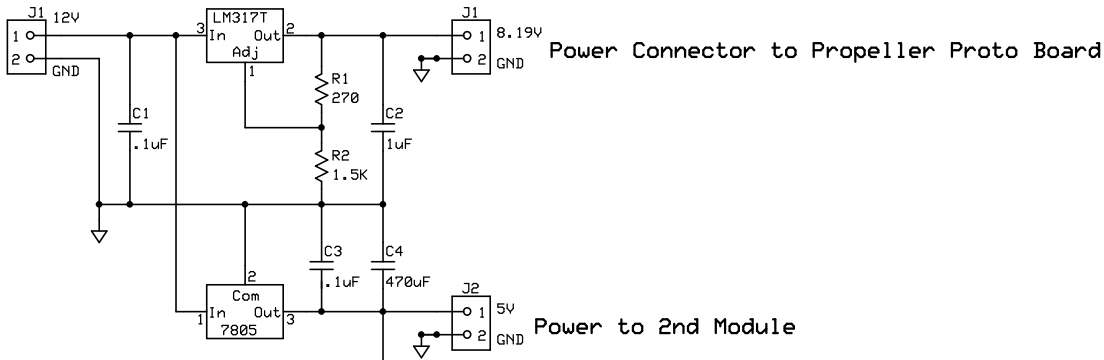 J1 12V
1
2
GND
LM317T
3 In Out 2
Adj
1
J1
1 8.19V
2 GND
Power Connector to Propeller Proto Board
R1
270
C1
.1uF
C2
1uF
R2
1.5K
C3
.1uF
C4
470uF
2
Com
1 In Out 3
7805
J2
1 5V
2 GND
Power to 2nd Module